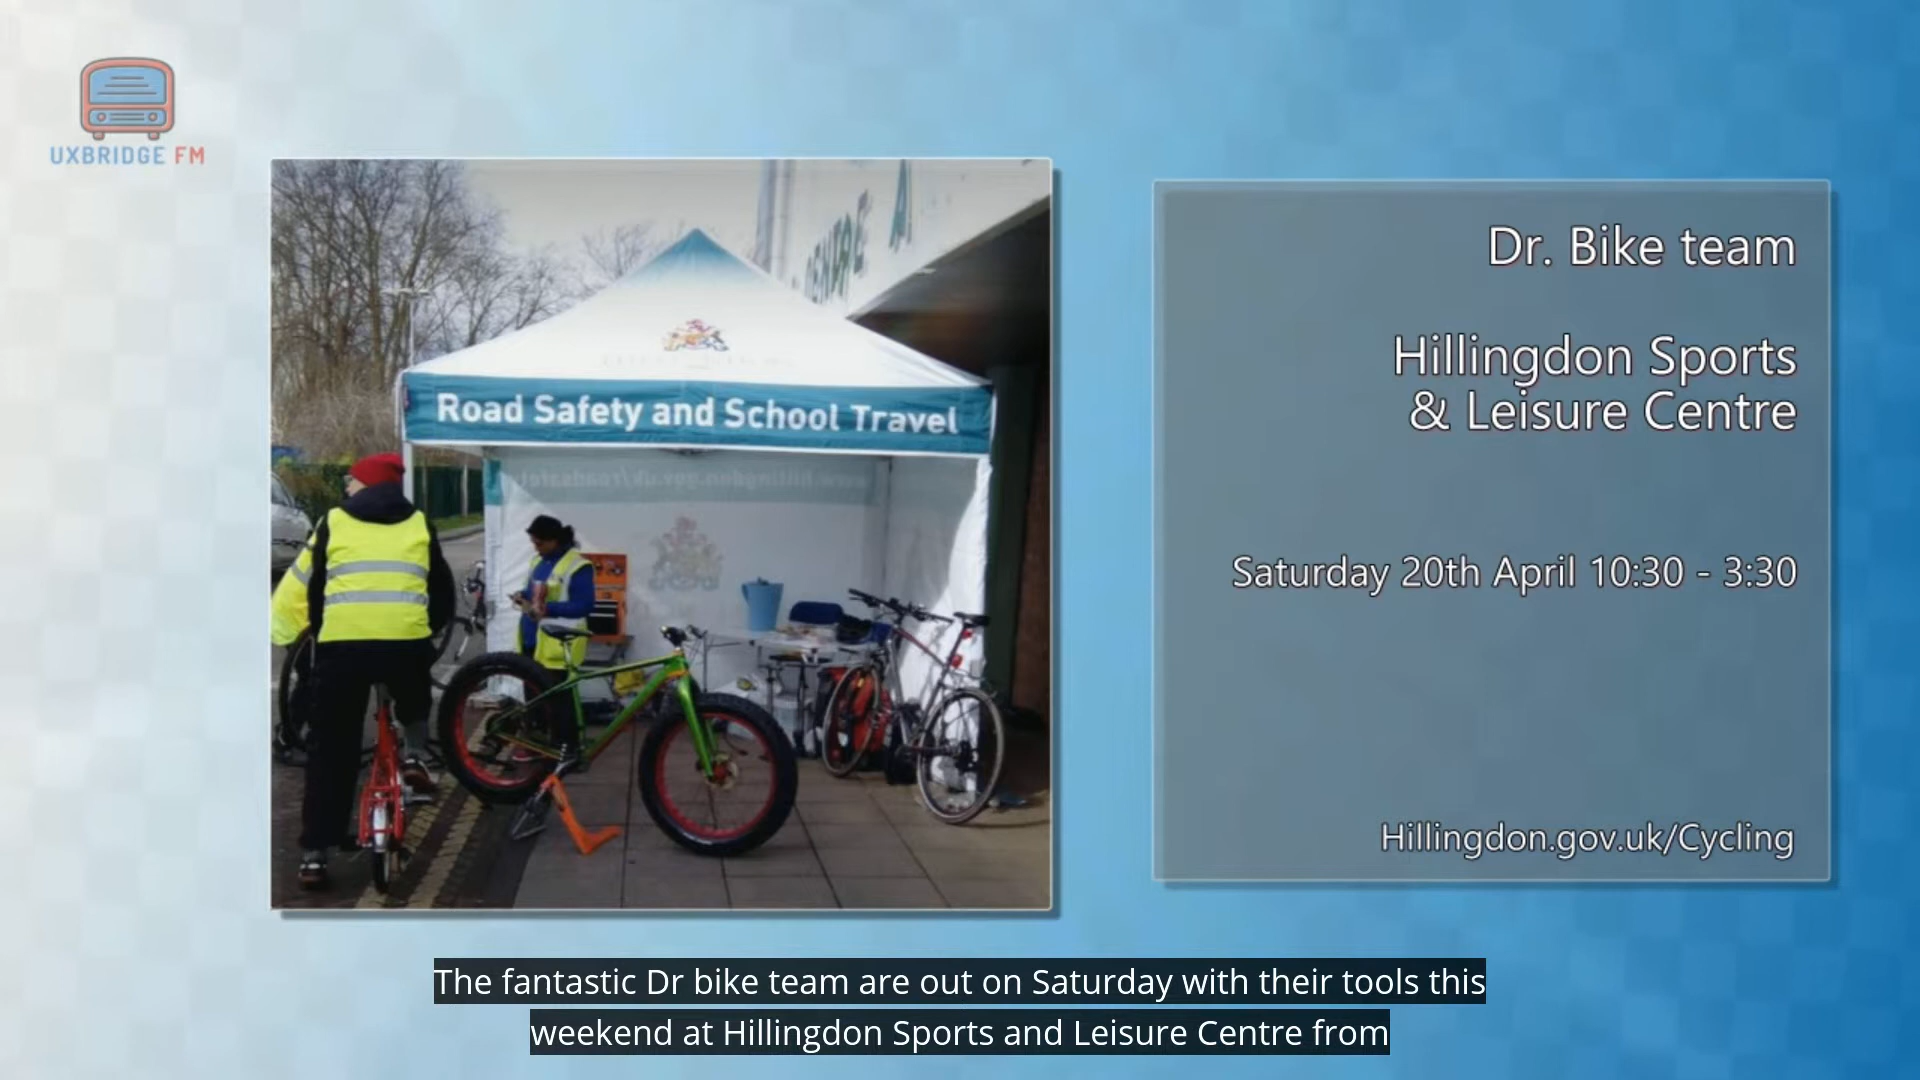 UXBRIDGE FM
Road Safety and School Travel
Dr. Bike team
Hillingdon Sports
& Leisure Centre
Saturday 20th April 10:30 - 3:30
Hillingdon.gov.uk/Cycling
The fantastic Dr bike team are out on Saturday with their tools this
weekend at Hillingdon Sports and Leisure Centre from